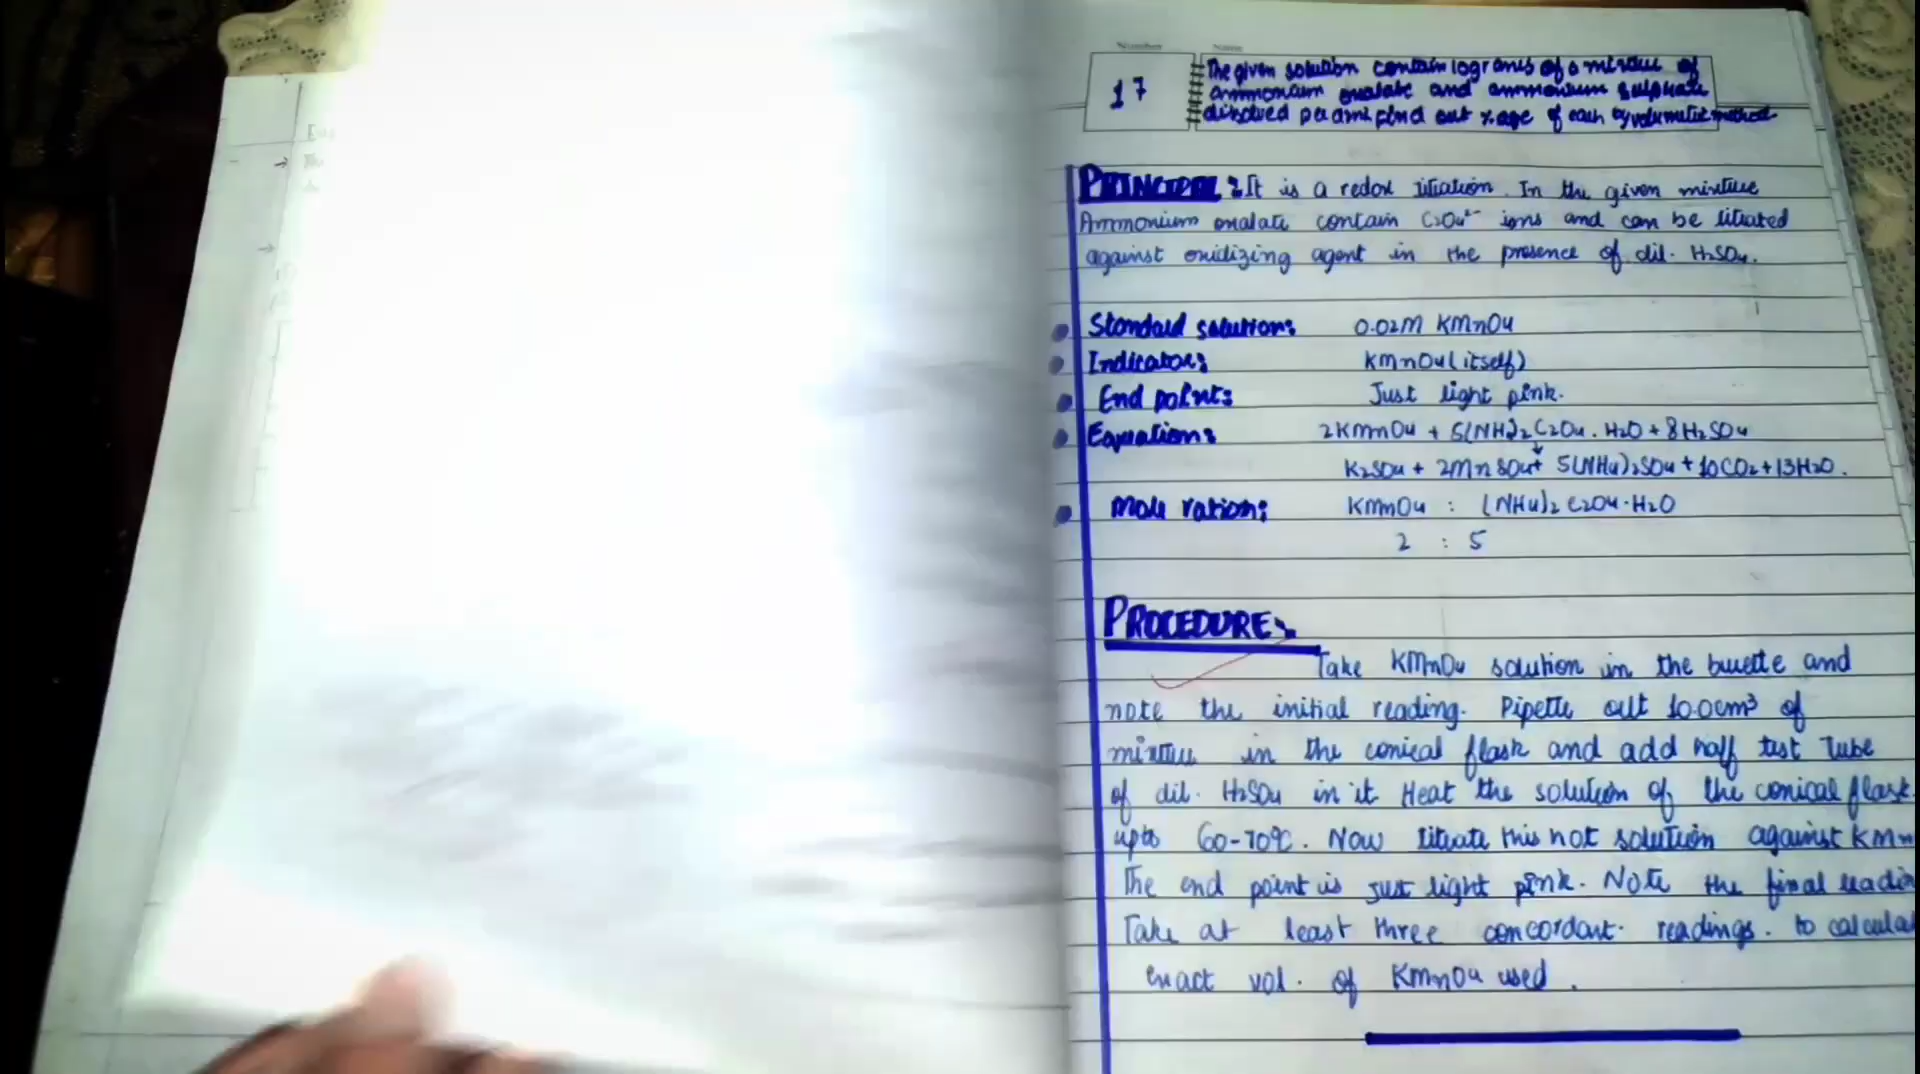 Number
Name
17
The given solution contain 10grams of a mixture of
ammonium oxalate and ammonium sulphate
dissolved per dm³ find out %age of each by volumetric method
PRINCIPEL: It is a redox titration. In the given mixture
Ammonium oxalate contain C2O4²⁻ ions and can be titrated
against oxidizing agent in the presence of dil. H2SO4.
Standard solution: 0.02M KMnO4
Indicator: KMnO4 (itself)
End point: Just light pink.
Equation: 2KMnO4 + 5(NH4)2C2O4.H2O + 8H2SO4
↓
K2SO4 + 2MnSO4 + 5(NH4)2SO4 + 10CO2 + 13H2O.
Mole ration: KMnO4 : (NH4)2C2O4.H2O
2 : 5
PROCEDURE:
Take KMnO4 solution in the burette and
note the initial reading. Pipette out 10.0cm³ of
mixture in the conical flask and add half test Tube
of dil. H2SO4 in it Heat the solution of the conical flask.
upto 60-70°C. Now titrate this hot solution against KMn
The end point is just light pink. Note the final readin
Take at least three concordant. readings. to calcula
exact vol. of KMnO4 used.